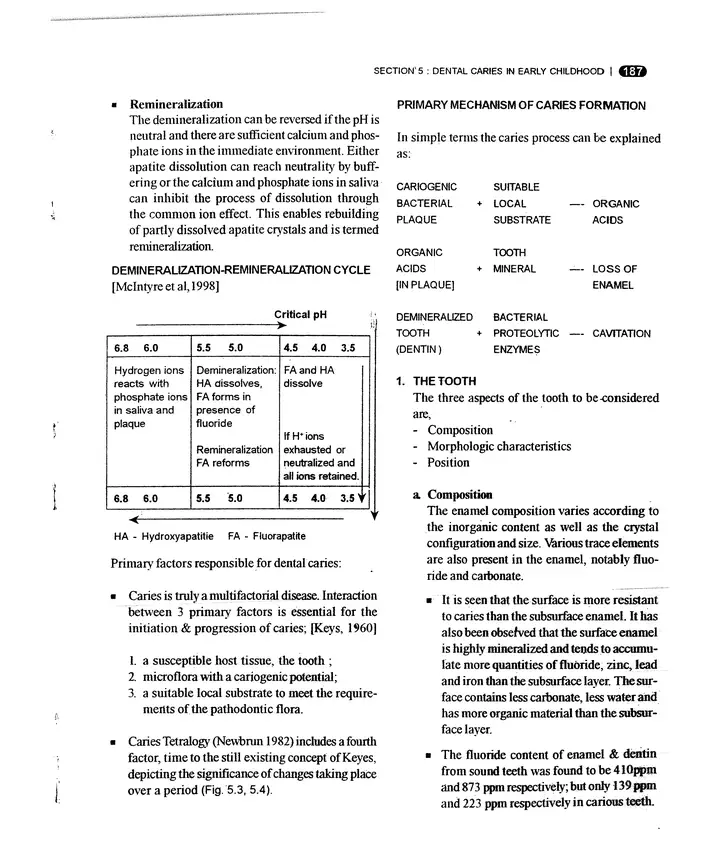 SECTION'5 : DENTAL CARIES IN EARLY CHILDHOOD | 187
▪ Remineralization
The demineralization can be reversed if the pH is
neutral and there are sufficient calcium and phos-
phate ions in the immediate environment. Either
apatite dissolution can reach neutrality by buff-
ering or the calcium and phosphate ions in saliva
can inhibit the process of dissolution through
the common ion effect. This enables rebuilding
of partly dissolved apatite crystals and is termed
remineralization.
DEMINERALIZATION-REMINERALIZATION CYCLE
[McIntyre et al, 1998]
Critical pH
6.8 6.0 5.5 5.0 4.5 4.0 3.5
Hydrogen ions
reacts with
phosphate ions
in saliva and
plaque
Demineralization:
HA dissolves,
FA forms in
presence of
fluoride
Remineralization
FA reforms
FA and HA
dissolve
If H+ ions
exhausted or
neutralized and
all ions retained.
6.8 6.0 5.5 5.0 4.5 4.0 3.5
HA - Hydroxyapatitie FA - Fluorapatite
Primary factors responsible for dental caries:
▪ Caries is truly a multifactorial disease. Interaction
between 3 primary factors is essential for the
initiation & progression of caries; [Keys, 1960]
1. a susceptible host tissue, the tooth ;
2. microflora with a cariogenic potential;
3. a suitable local substrate to meet the require-
ments of the pathodontic flora.
▪ Caries Tetralogy (Newbrun 1982) includes a fourth
factor, time to the still existing concept of Keyes,
depicting the significance of changes taking place
over a period (Fig. 5.3, 5.4).
PRIMARY MECHANISM OF CARIES FORMATION
In simple terms the caries process can be explained
as:
CARIOGENIC SUITABLE
BACTERIAL + LOCAL —- ORGANIC
PLAQUE SUBSTRATE ACIDS
ORGANIC TOOTH
ACIDS + MINERAL —- LOSS OF
[IN PLAQUE] ENAMEL
DEMINERALIZED BACTERIAL
TOOTH + PROTEOLYTIC —- CAVITATION
(DENTIN ) ENZYMES
1. THE TOOTH
The three aspects of the tooth to be considered
are,
- Composition
- Morphologic characteristics
- Position
a. Composition
The enamel composition varies according to
the inorganic content as well as the crystal
configuration and size. Various trace elements
are also present in the enamel, notably fluo-
ride and carbonate.
▪ It is seen that the surface is more resistant
to caries than the subsurface enamel. It has
also been observed that the surface enamel
is highly mineralized and tends to accumu-
late more quantities of fluoride, zinc, lead
and iron than the subsurface layer. The sur-
face contains less carbonate, less water and
has more organic material than the subsur-
face layer.
▪ The fluoride content of enamel & dentin
from sound teeth was found to be 410ppm
and 873 ppm respectively; but only 139 ppm
and 223 ppm respectively in carious teeth.